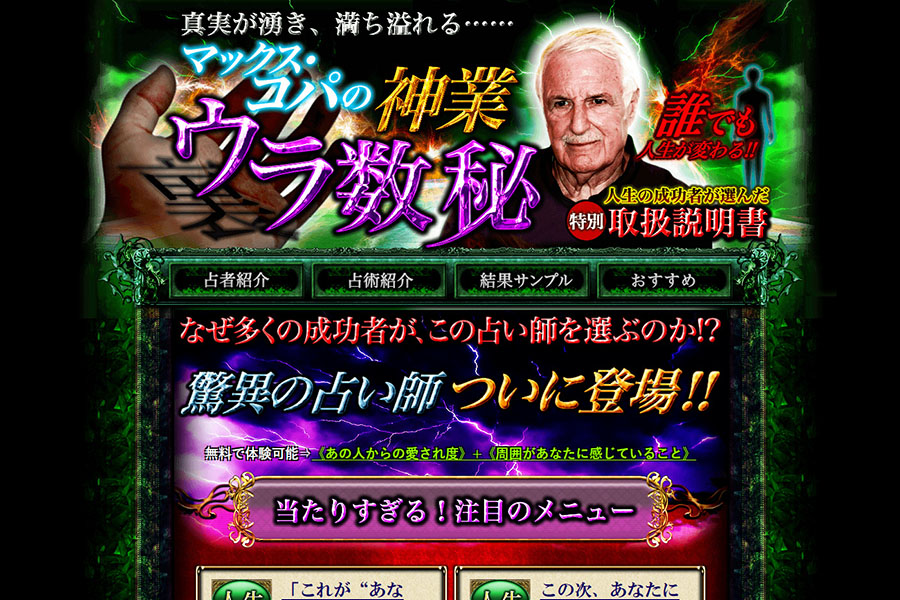 真実が湧き、満ち溢れる……
マックス・コパの
神業
ウラ数秘
誰でも
人生が変わる!!
人生の成功者が選んだ
特別 取扱説明書
占者紹介 占術紹介 結果サンプル おすすめ
なぜ多くの成功者が、この占い師を選ぶのか!?
驚異の占い師 ついに登場!!
無料で体験可能⇒《あの人からの愛され度》＋《周囲があなたに感じていること》
当たりすぎる！注目のメニュー
人生 「これが“あな
人生 この次、あなたに